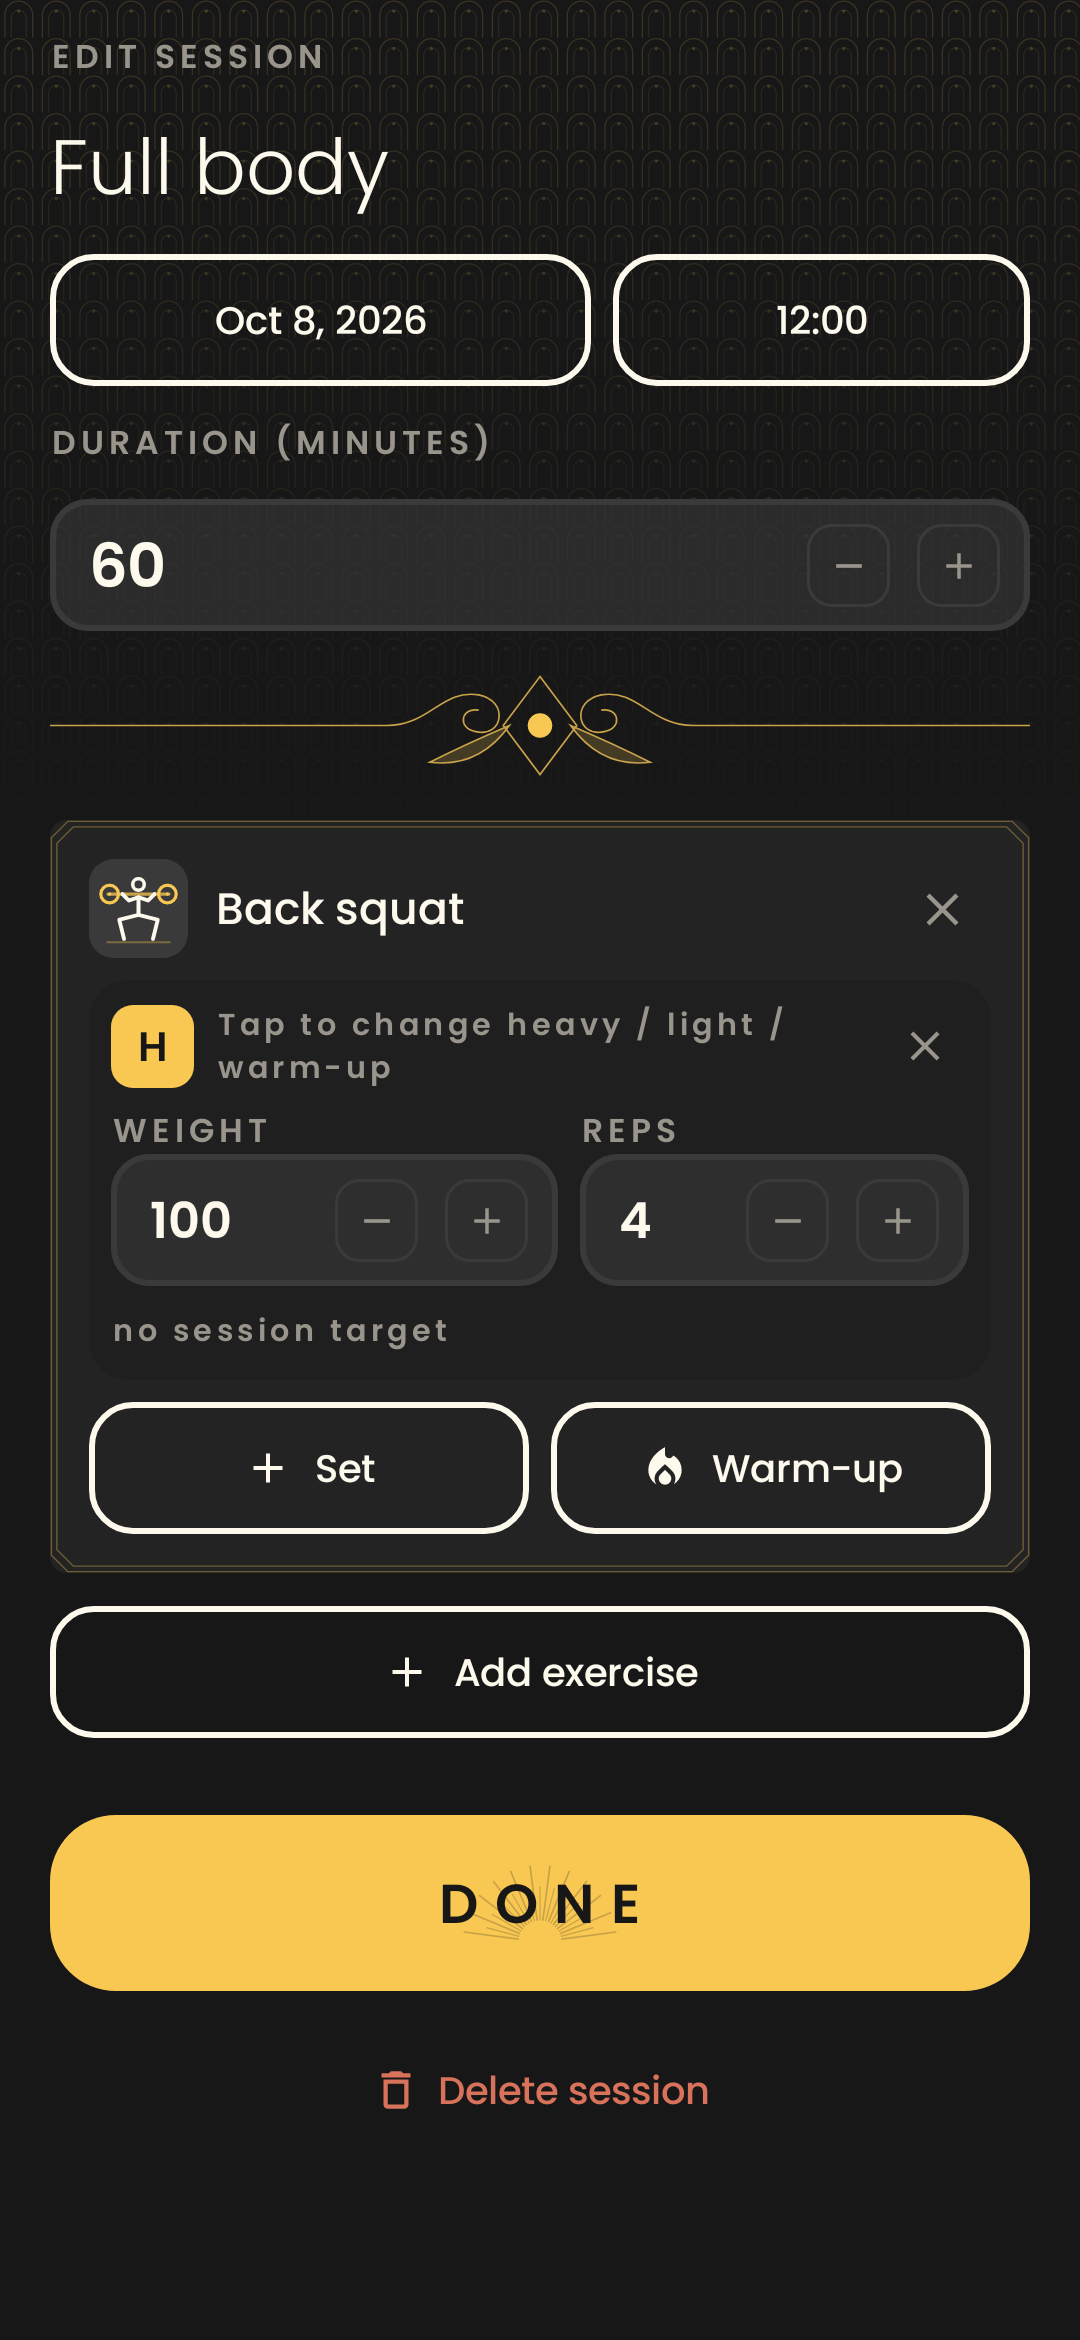 EDIT SESSION
Full body
Oct 8, 2026
12:00
DURATION (MINUTES)
60
Back squat
H
Tap to change heavy / light /
warm-up
WEIGHT
REPS
100
4
no session target
Set
Warm-up
Add exercise
DONE
Delete session